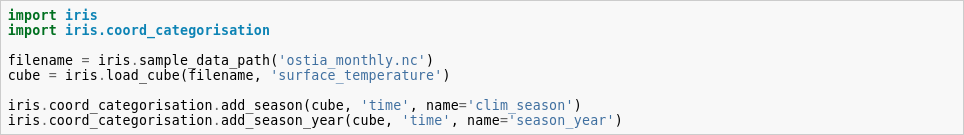 import iris
import iris.coord_categorisation
filename = iris.sample_data_path('ostia_monthly.nc')
cube = iris.load_cube(filename, 'surface_temperature')
iris.coord_categorisation.add_season(cube, 'time', name='clim_season')
iris.coord_categorisation.add_season_year(cube, 'time', name='season_year')